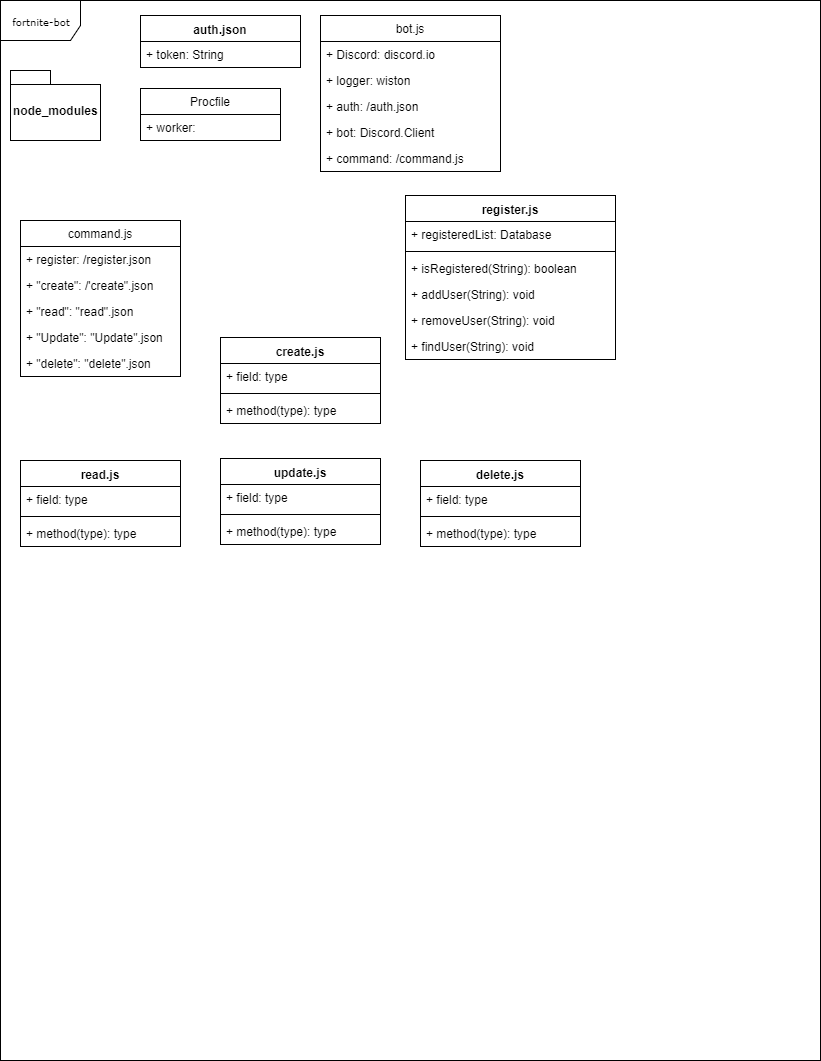 fortnite-bot
auth.json
+ token: String
bot.js
+ Discord: discord.io
+ logger: wiston
+ auth: /auth.json
+ bot: Discord.Client
+ command: /command.js
node_modules
Procfile
+ worker:
register.js
+ registeredList: Database
+ isRegistered(String): boolean
+ addUser(String): void
+ removeUser(String): void
+ findUser(String): void
command.js
+ register: /register.json
+ "create": /'create".json
+ "read": "read".json
+ "Update": "Update".json
+ "delete": "delete".json
create.js
+ field: type
+ method(type): type
read.js
+ field: type
+ method(type): type
update.js
+ field: type
+ method(type): type
delete.js
+ field: type
+ method(type): type